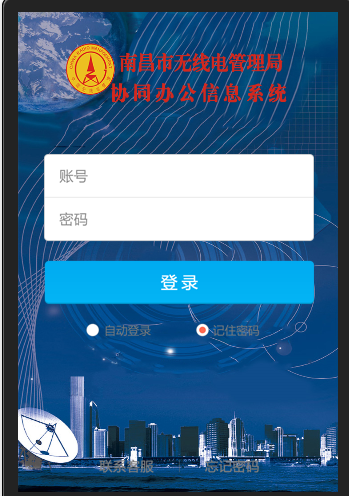 南昌市无线电管理局
协同办公信息系统
账号
密码
登录
自动登录 记住密码
联系客服 忘记密码